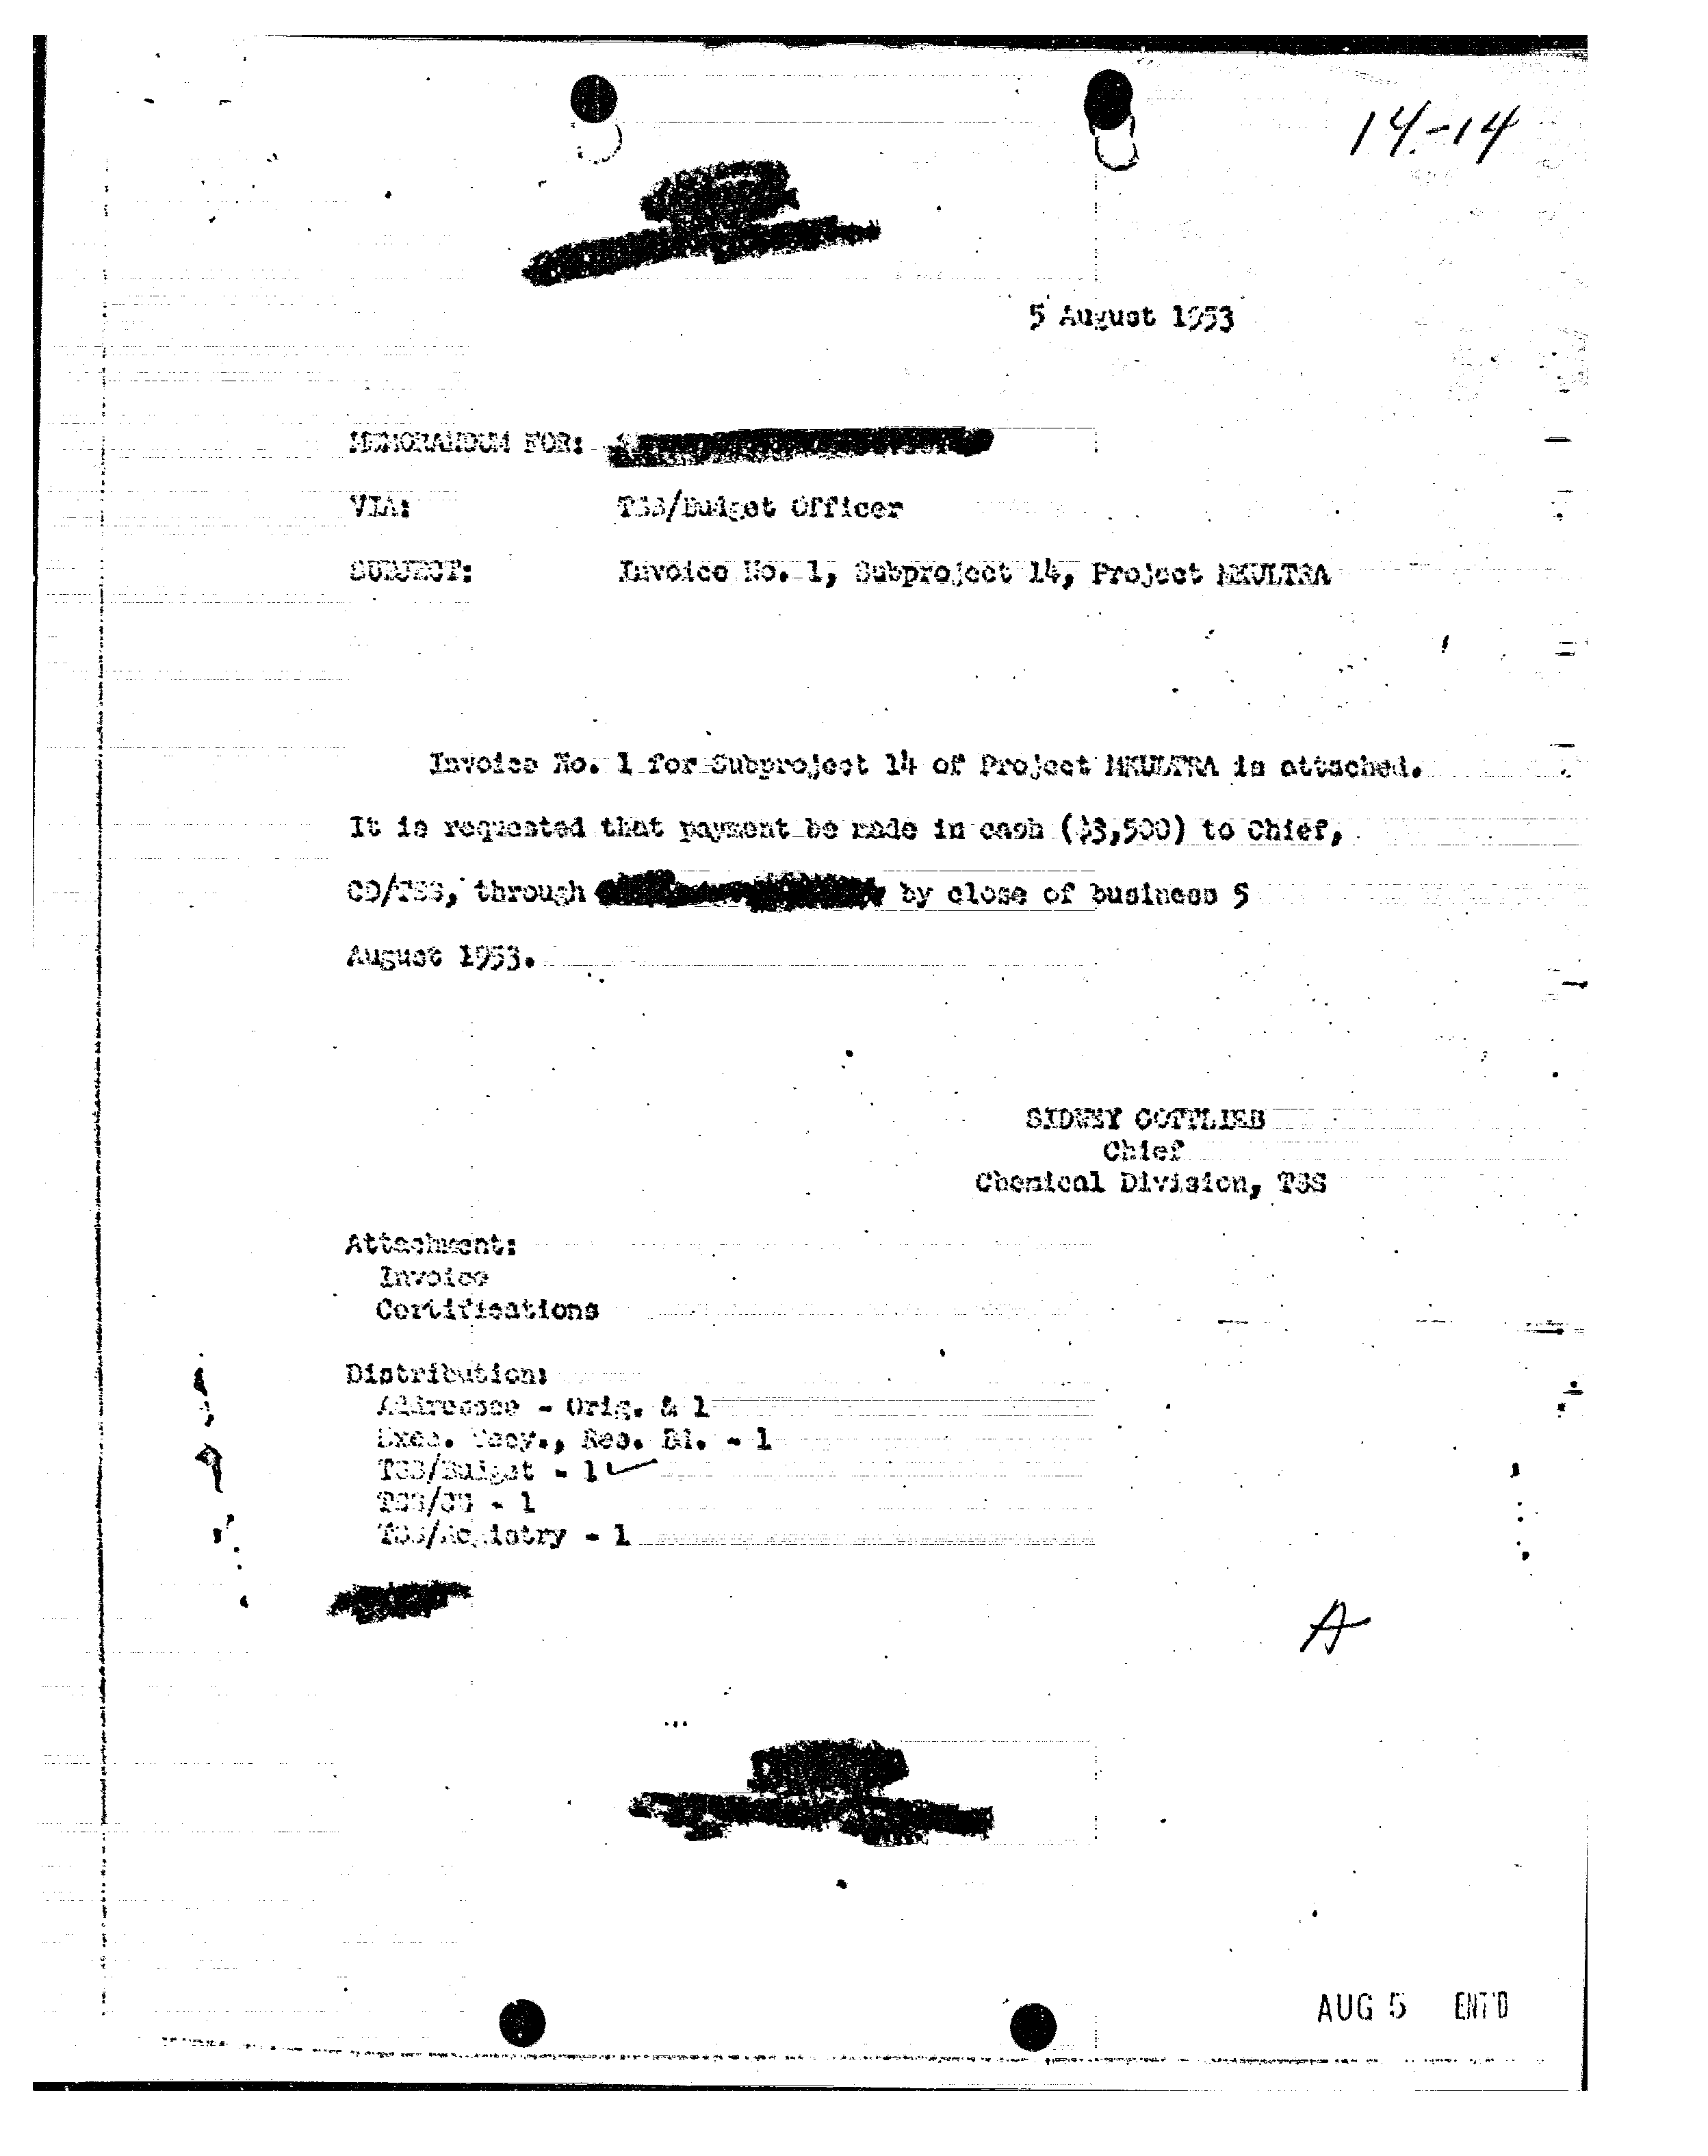 14-14
5 August 1953
MEMORANDUM FOR:
VIA: TSS/Budget Officer
SUBJECT: Invoice No. 1, Subproject 14, Project MKULTRA
Invoice No. 1 for Subproject 14 of Project MKULTRA is attached.
It is requested that payment be made in cash ($3,500) to Chief,
CD/TSS, through by close of business 5
August 1953.
SIDNEY GOTTLIEB
Chief
Chemical Division, TSS
Attachment:
Invoice
Certifications
Distribution:
Addressee - Orig. & 1
Exec. Secy., Res. Bd. - 1
TSS/Budget - 1
TSS/CD - 1
TSS/Registry - 1
A
AUG 5 ENT'D